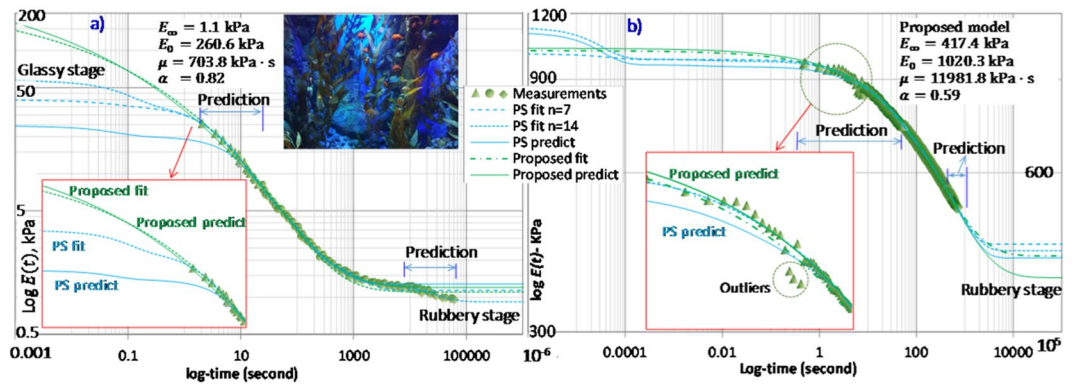 a)
E∞ = 1.1 kPa
E0 = 260.6 kPa
μ = 703.8 kPa · s
α = 0.82
200
50
5
0.5
Log E(t), kPa
Glassy stage
Prediction
Proposed fit
Proposed predict
PS fit
PS predict
Prediction
Rubbery stage
0.001
0.1
10
1000
100000
log-time (second)
Measurements
PS fit n=7
PS fit n=14
PS predict
Proposed fit
Proposed predict
b)
Proposed model
E∞ = 417.4 kPa
E0 = 1020.3 kPa
μ = 11981.8 kPa · s
α = 0.59
1200
900
600
300
log E(t)- KPa
Prediction
Prediction
Proposed predict
PS predict
Outliers
Rubbery stage
10-6
0.0001
0.01
1
100
10000
105
Log-time (second)